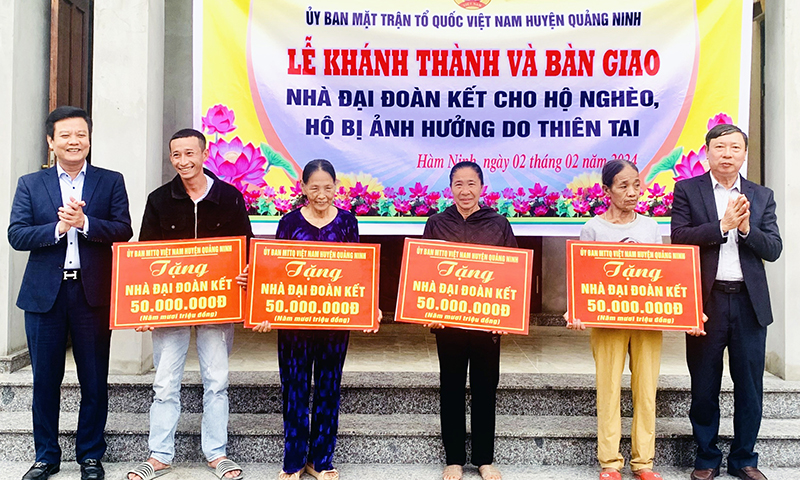 ỦY BAN MẶT TRẬN TỔ QUỐC VIỆT NAM HUYỆN QUẢNG NINH
LỄ KHÁNH THÀNH VÀ BÀN GIAO
NHÀ ĐẠI ĐOÀN KẾT CHO HỘ NGHÈO,
HỘ BỊ ẢNH HƯỞNG DO THIÊN TAI
Hàm Ninh, ngày 02 tháng 02 năm 2024
ỦY BAN MTTQ VIỆT NAM HUYỆN QUẢNG NINH
Tặng
NHÀ ĐẠI ĐOÀN KẾT
50.000.000Đ
(Năm mươi triệu đồng)
ỦY BAN MTTQ VIỆT NAM HUYỆN QUẢNG NINH
Tặng
NHÀ ĐẠI ĐOÀN KẾT
50.000.000Đ
(Năm mươi triệu đồng)
ỦY BAN MTTQ VIỆT NAM HUYỆN QUẢNG NINH
Tặng
NHÀ ĐẠI ĐOÀN KẾT
50.000.000Đ
(Năm mươi triệu đồng)
ỦY BAN MTTQ VIỆT NAM HUYỆN QUẢNG NINH
Tặng
NHÀ ĐẠI ĐOÀN KẾT
50.000.000Đ
(Năm mươi triệu đồng)